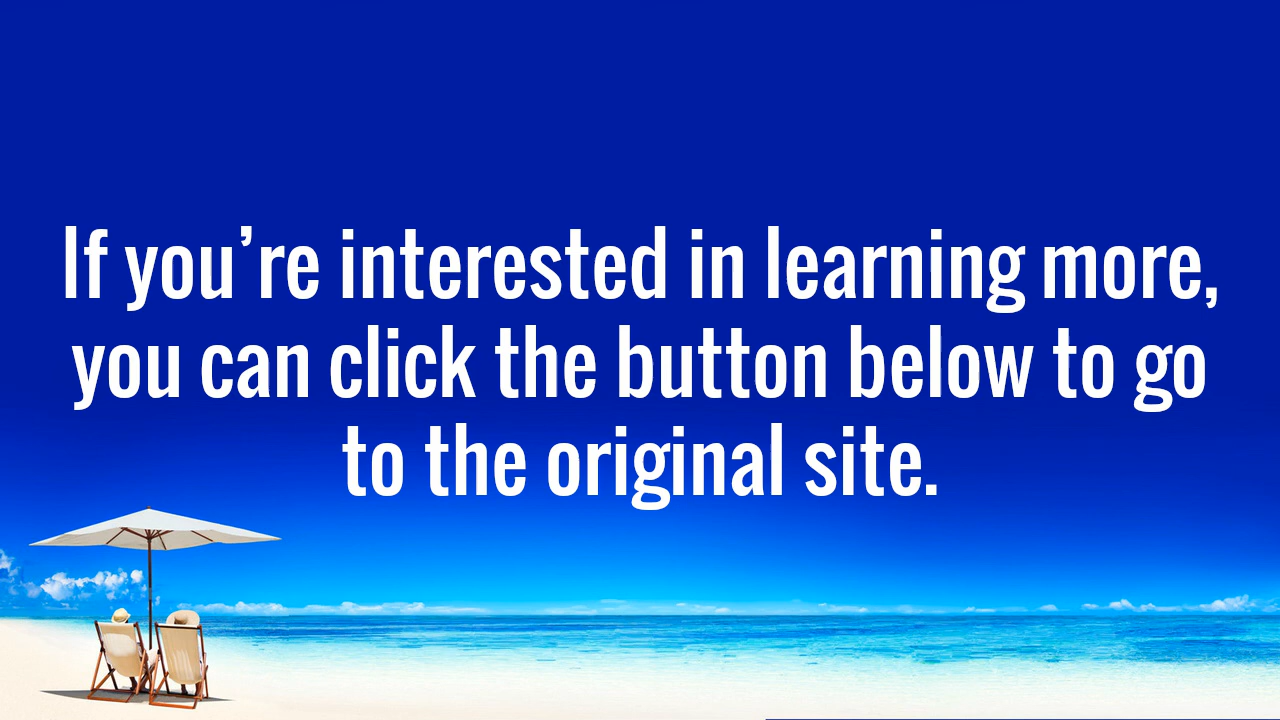 If you’re interested in learning more,
you can click the button below to go
to the original site.